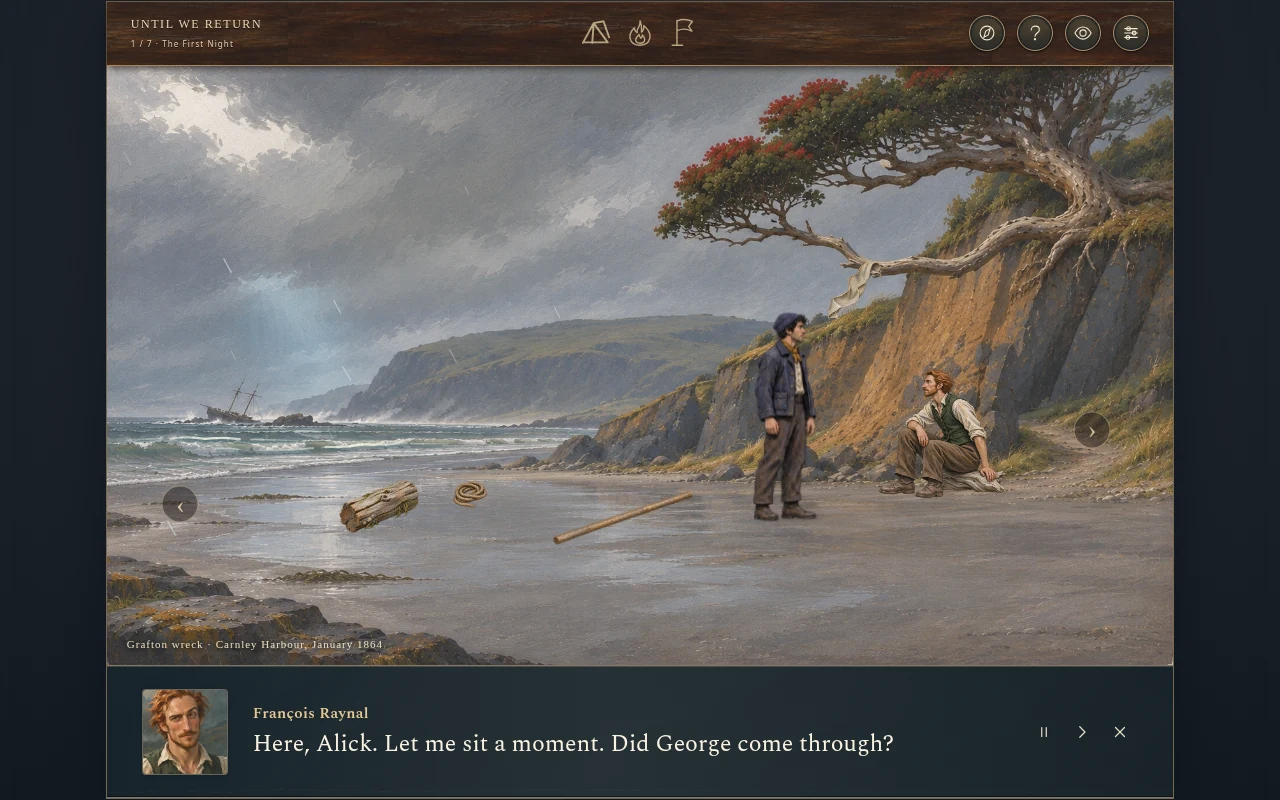 UNTIL WE RETURN
1 / 7 · The First Night
Grafton wreck · Carnley Harbour, January 1864
François Raynal
Here, Alick. Let me sit a moment. Did George come through?